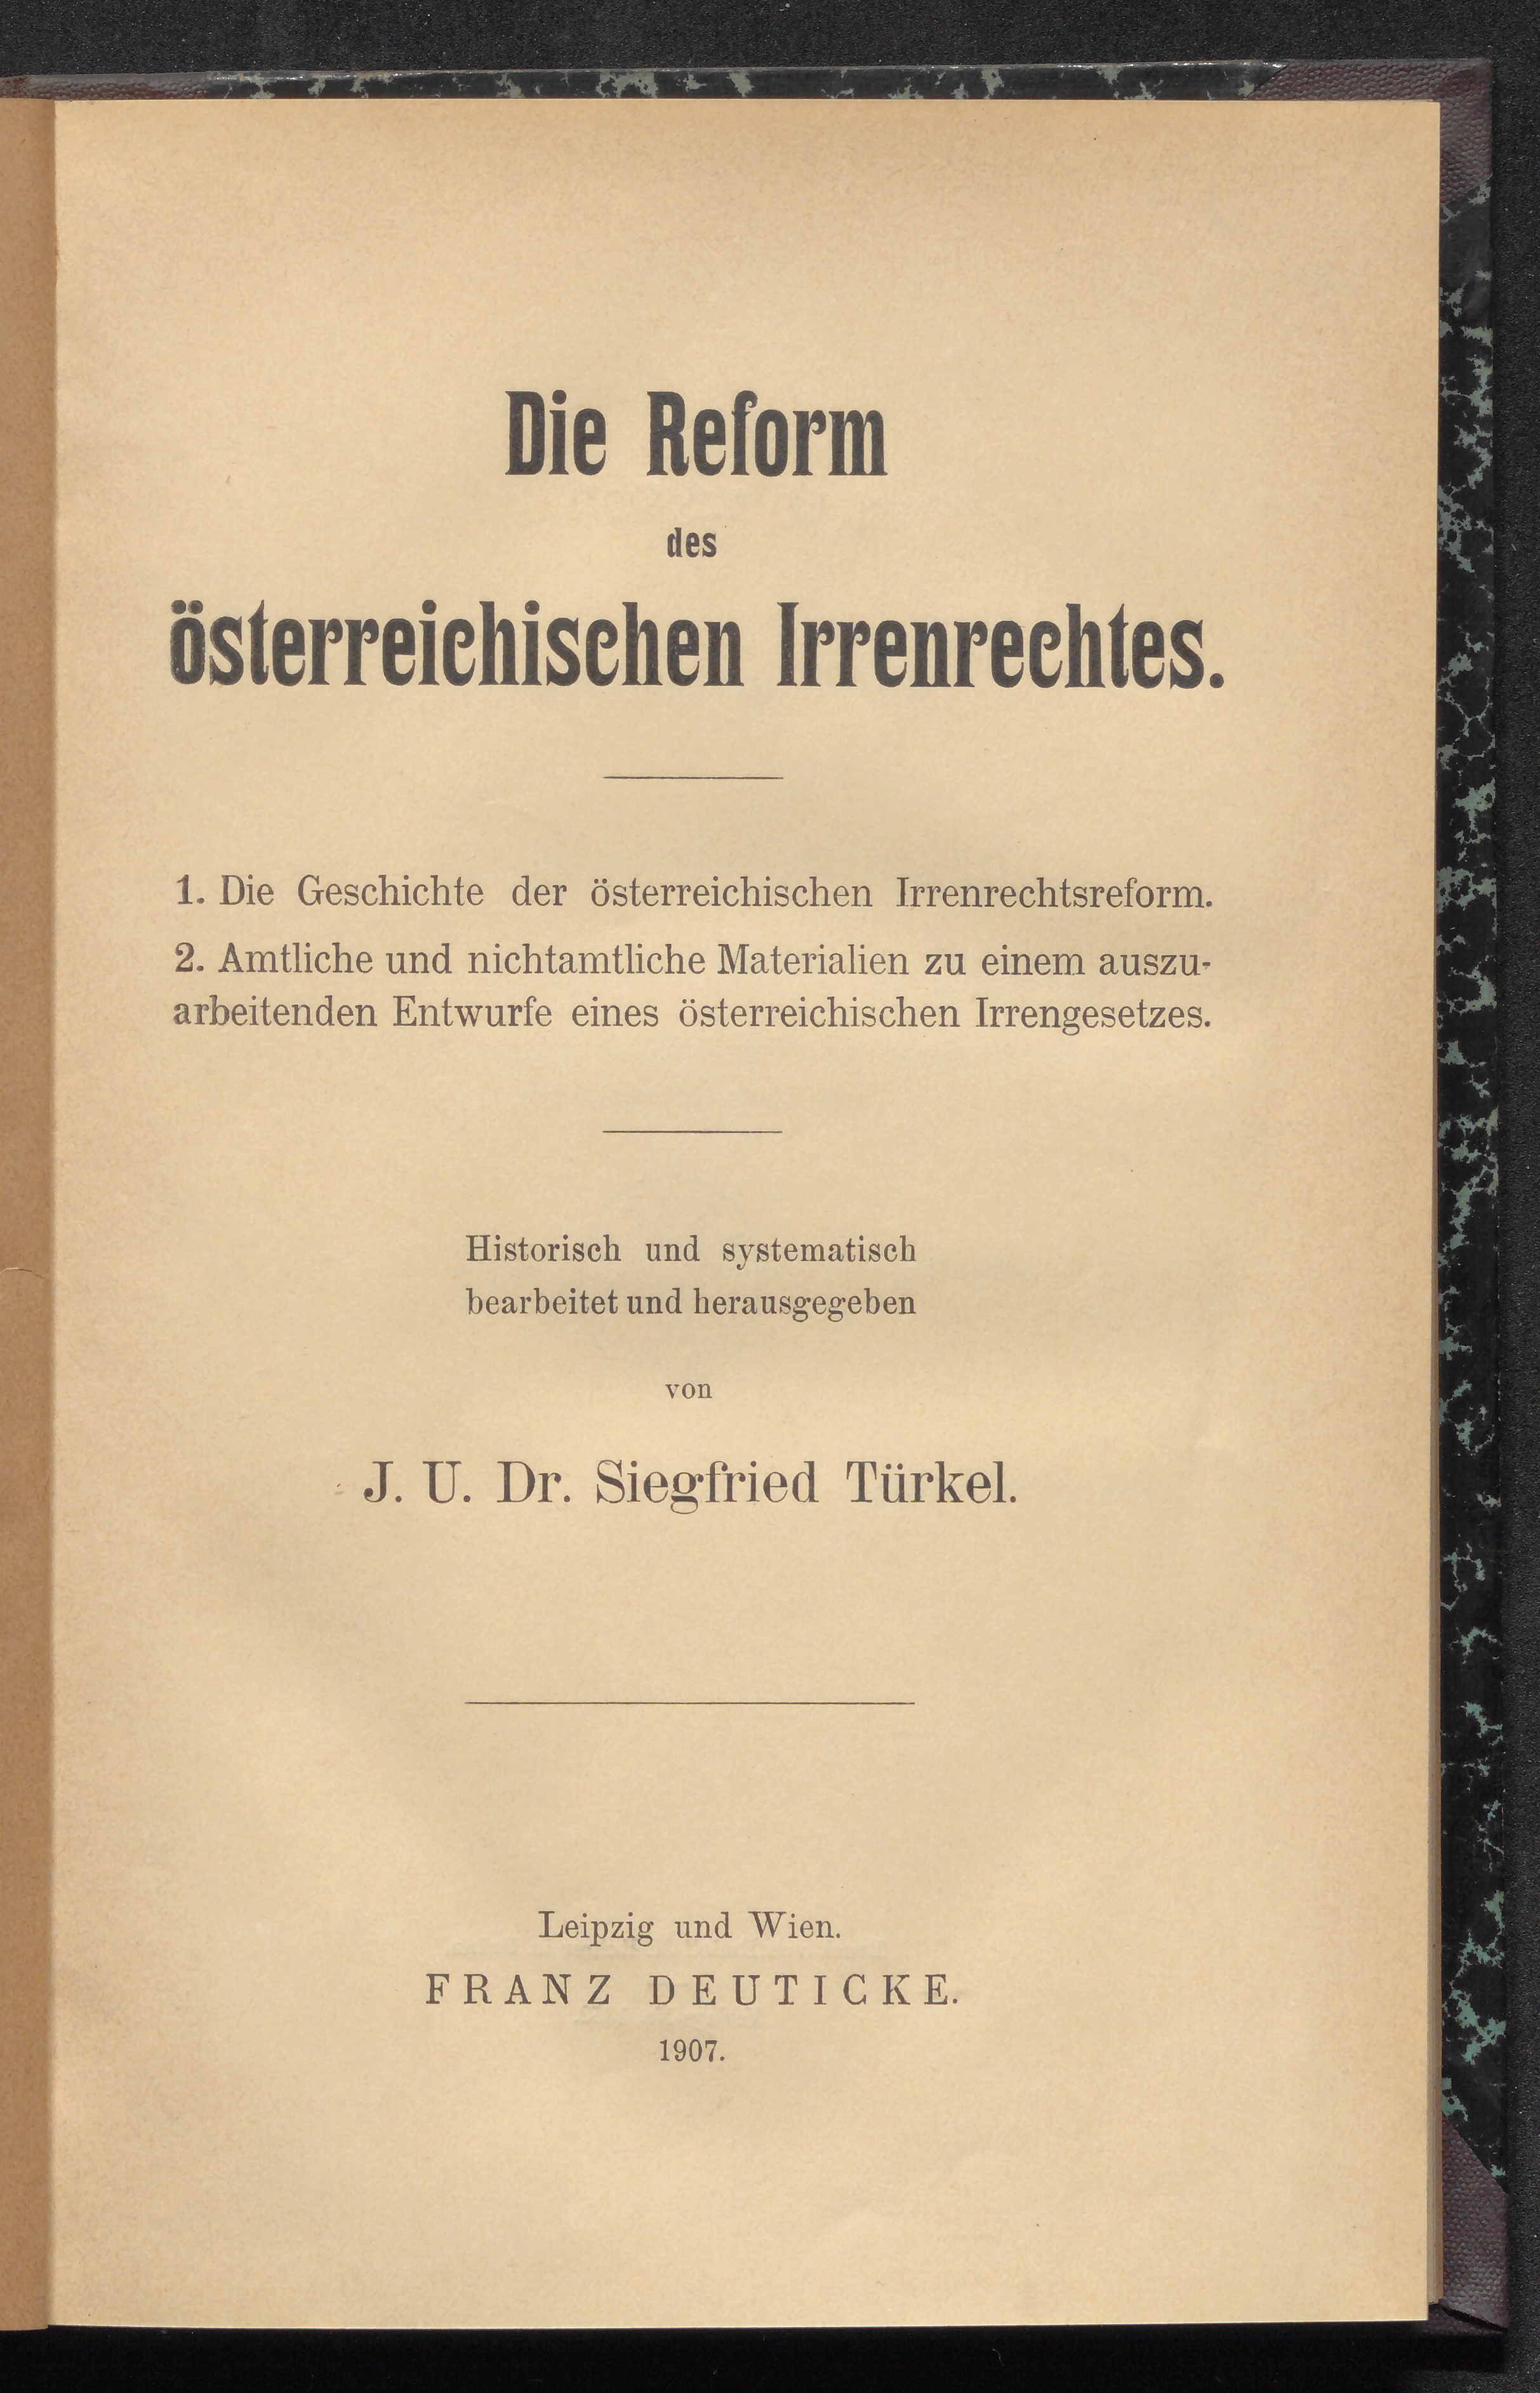 Die Reform
des
österreichischen Irrenrechtes.
1. Die Geschichte der österreichischen Irrenrechtsreform.
2. Amtliche und nichtamtliche Materialien zu einem auszu-
arbeitenden Entwurfe eines österreichischen Irrengesetzes.
Historisch und systematisch
bearbeitet und herausgegeben
von
J. U. Dr. Siegfried Türkel.
Leipzig und Wien.
FRANZ DEUTICKE.
1907.